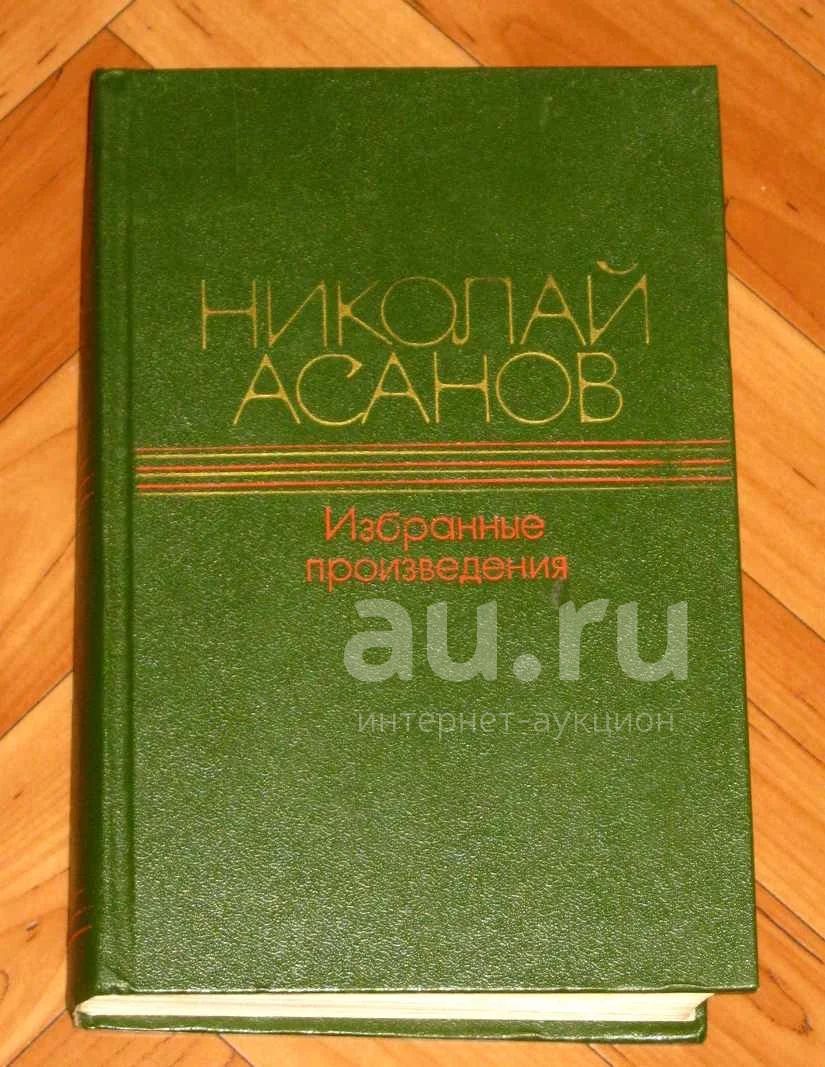 НИКОЛАЙ
АСАНОВ
Избранные
произведения
au.ru
интернет-аукцион